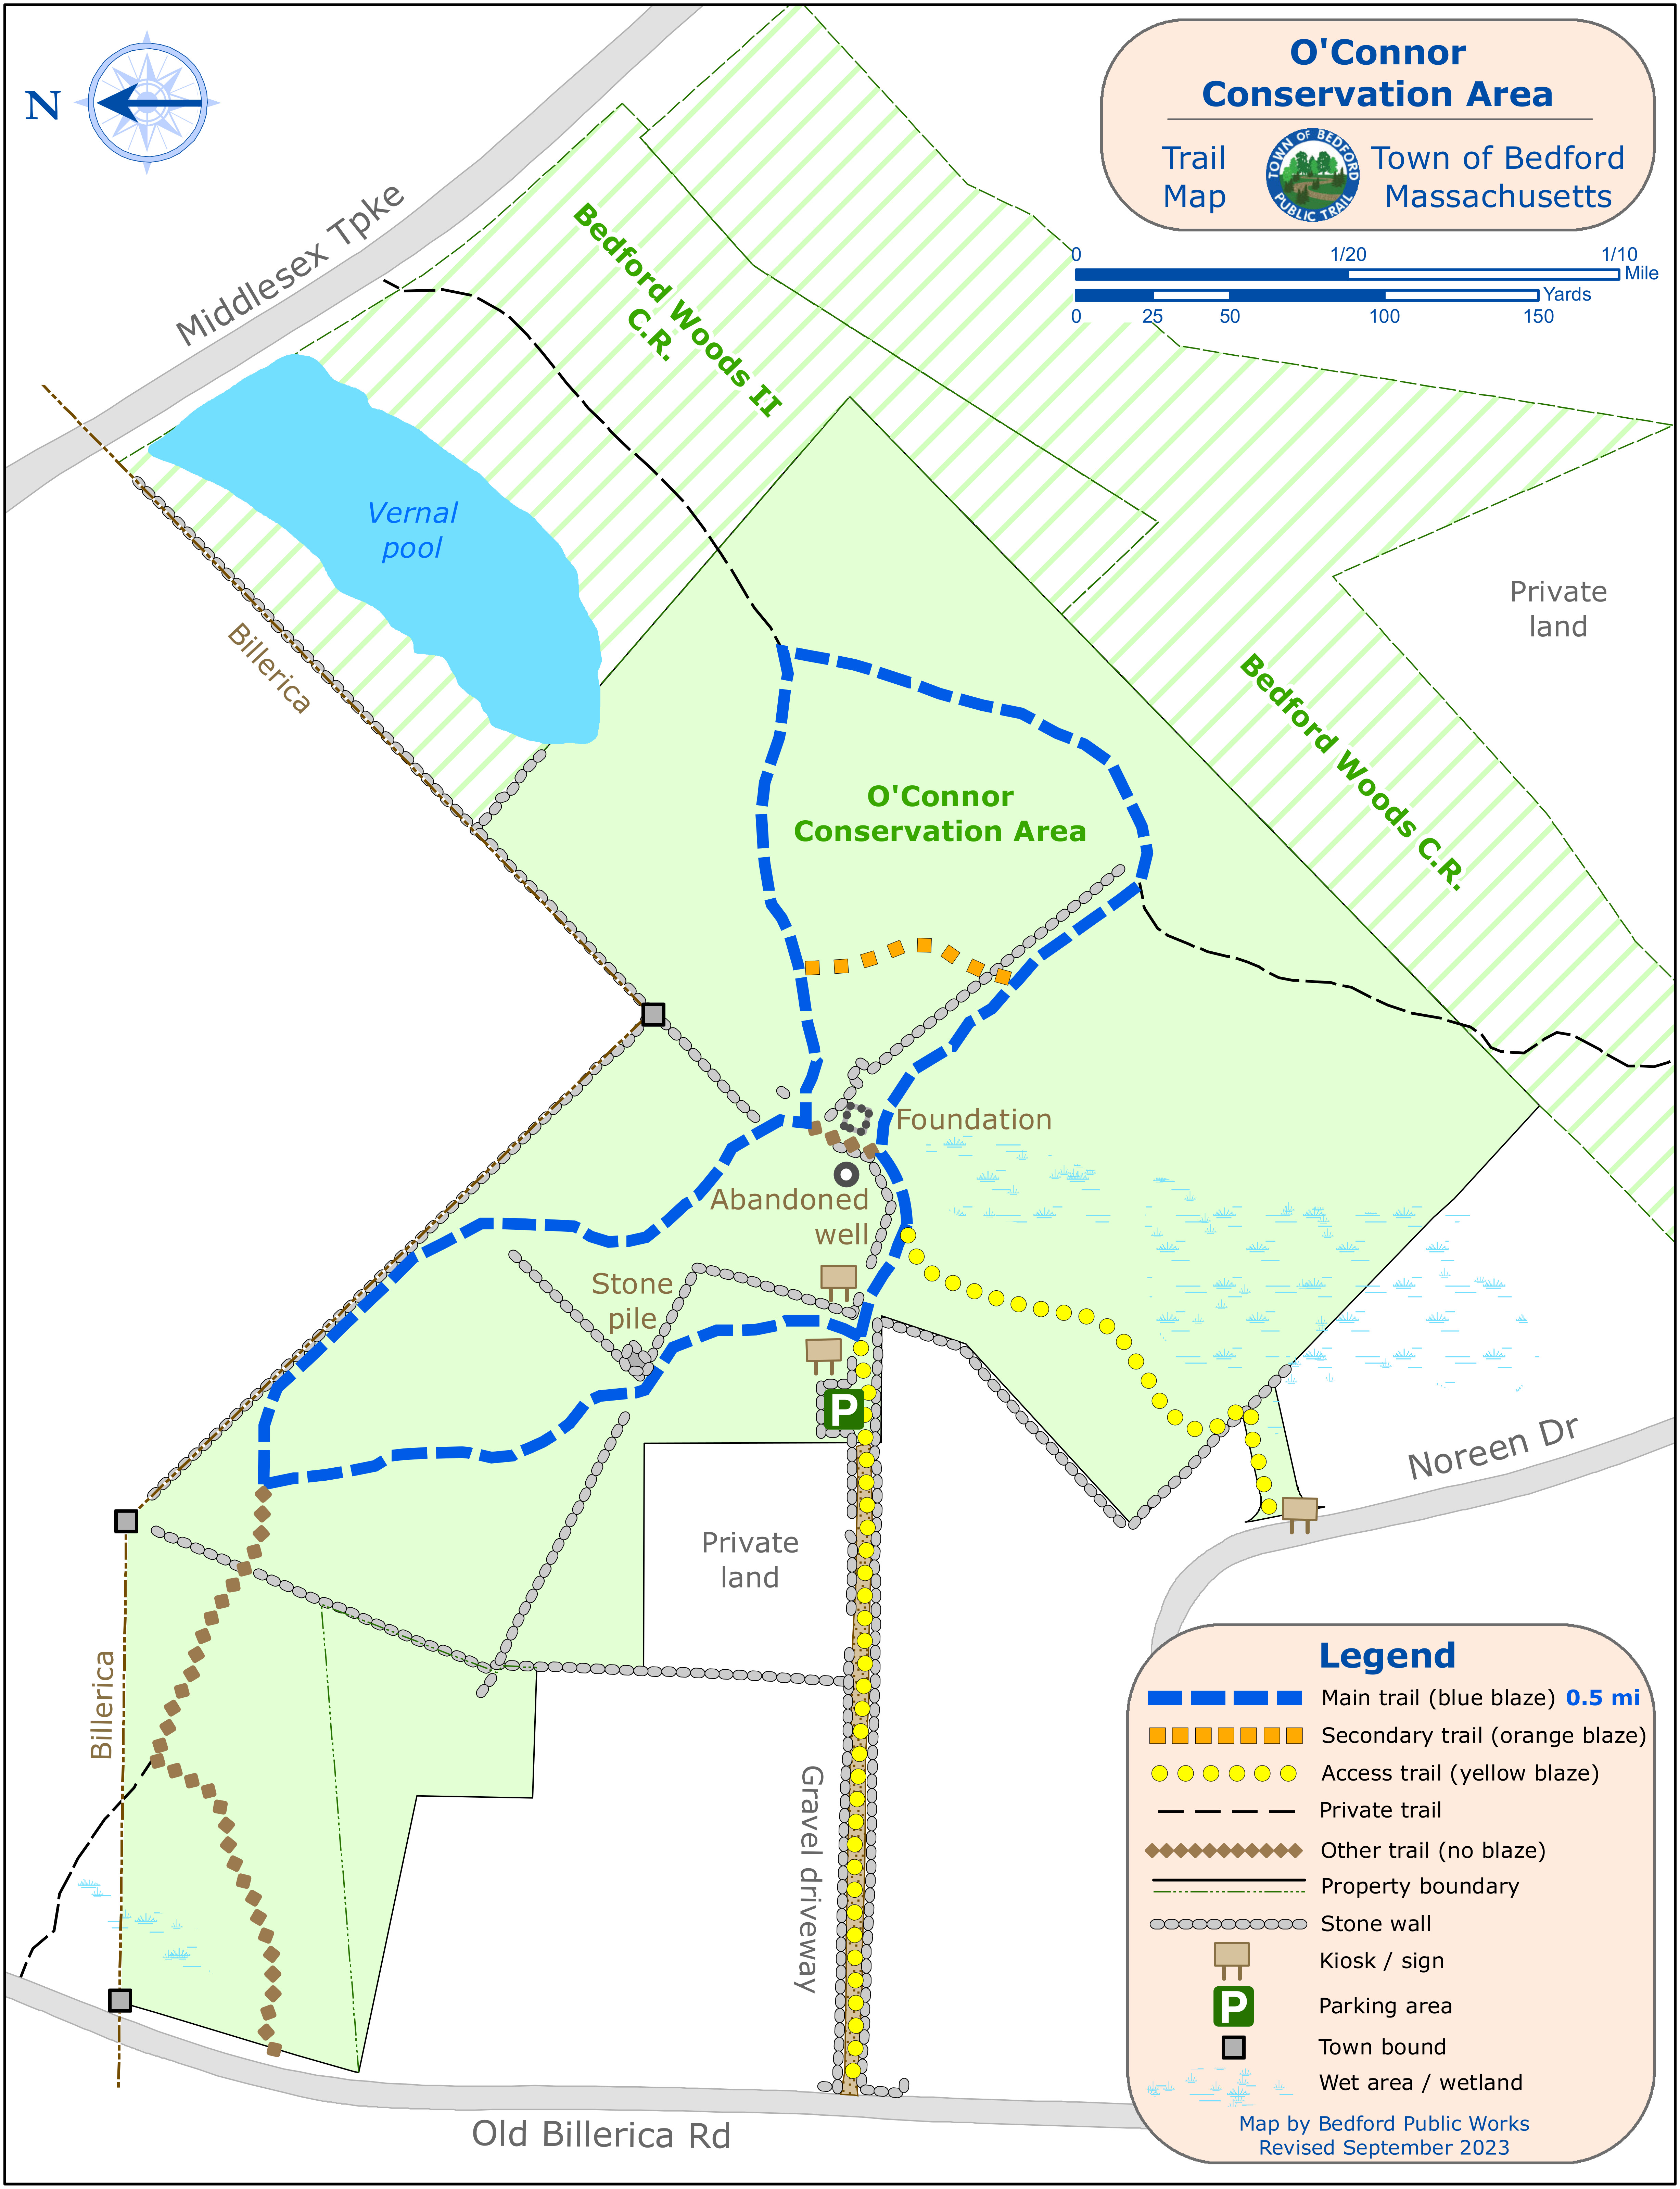 N
O'Connor
Conservation Area
Trail
Map
TOWN OF BEDFORD
PUBLIC TRAIL
Town of Bedford
Massachusetts
0 1/20 1/10
Mile
Yards
0 25 50 100 150
Middlesex Tpke
Bedford Woods II
C.R.
Vernal
pool
Private
land
Billerica
Bedford Woods C.R.
O'Connor
Conservation Area
Foundation
Abandoned
well
Stone
pile
P
Noreen Dr
Private
land
Billerica
Gravel driveway
Old Billerica Rd
Legend
Main trail (blue blaze) 0.5 mi
Secondary trail (orange blaze)
Access trail (yellow blaze)
Private trail
Other trail (no blaze)
Property boundary
Stone wall
Kiosk / sign
P Parking area
Town bound
Wet area / wetland
Map by Bedford Public Works
Revised September 2023